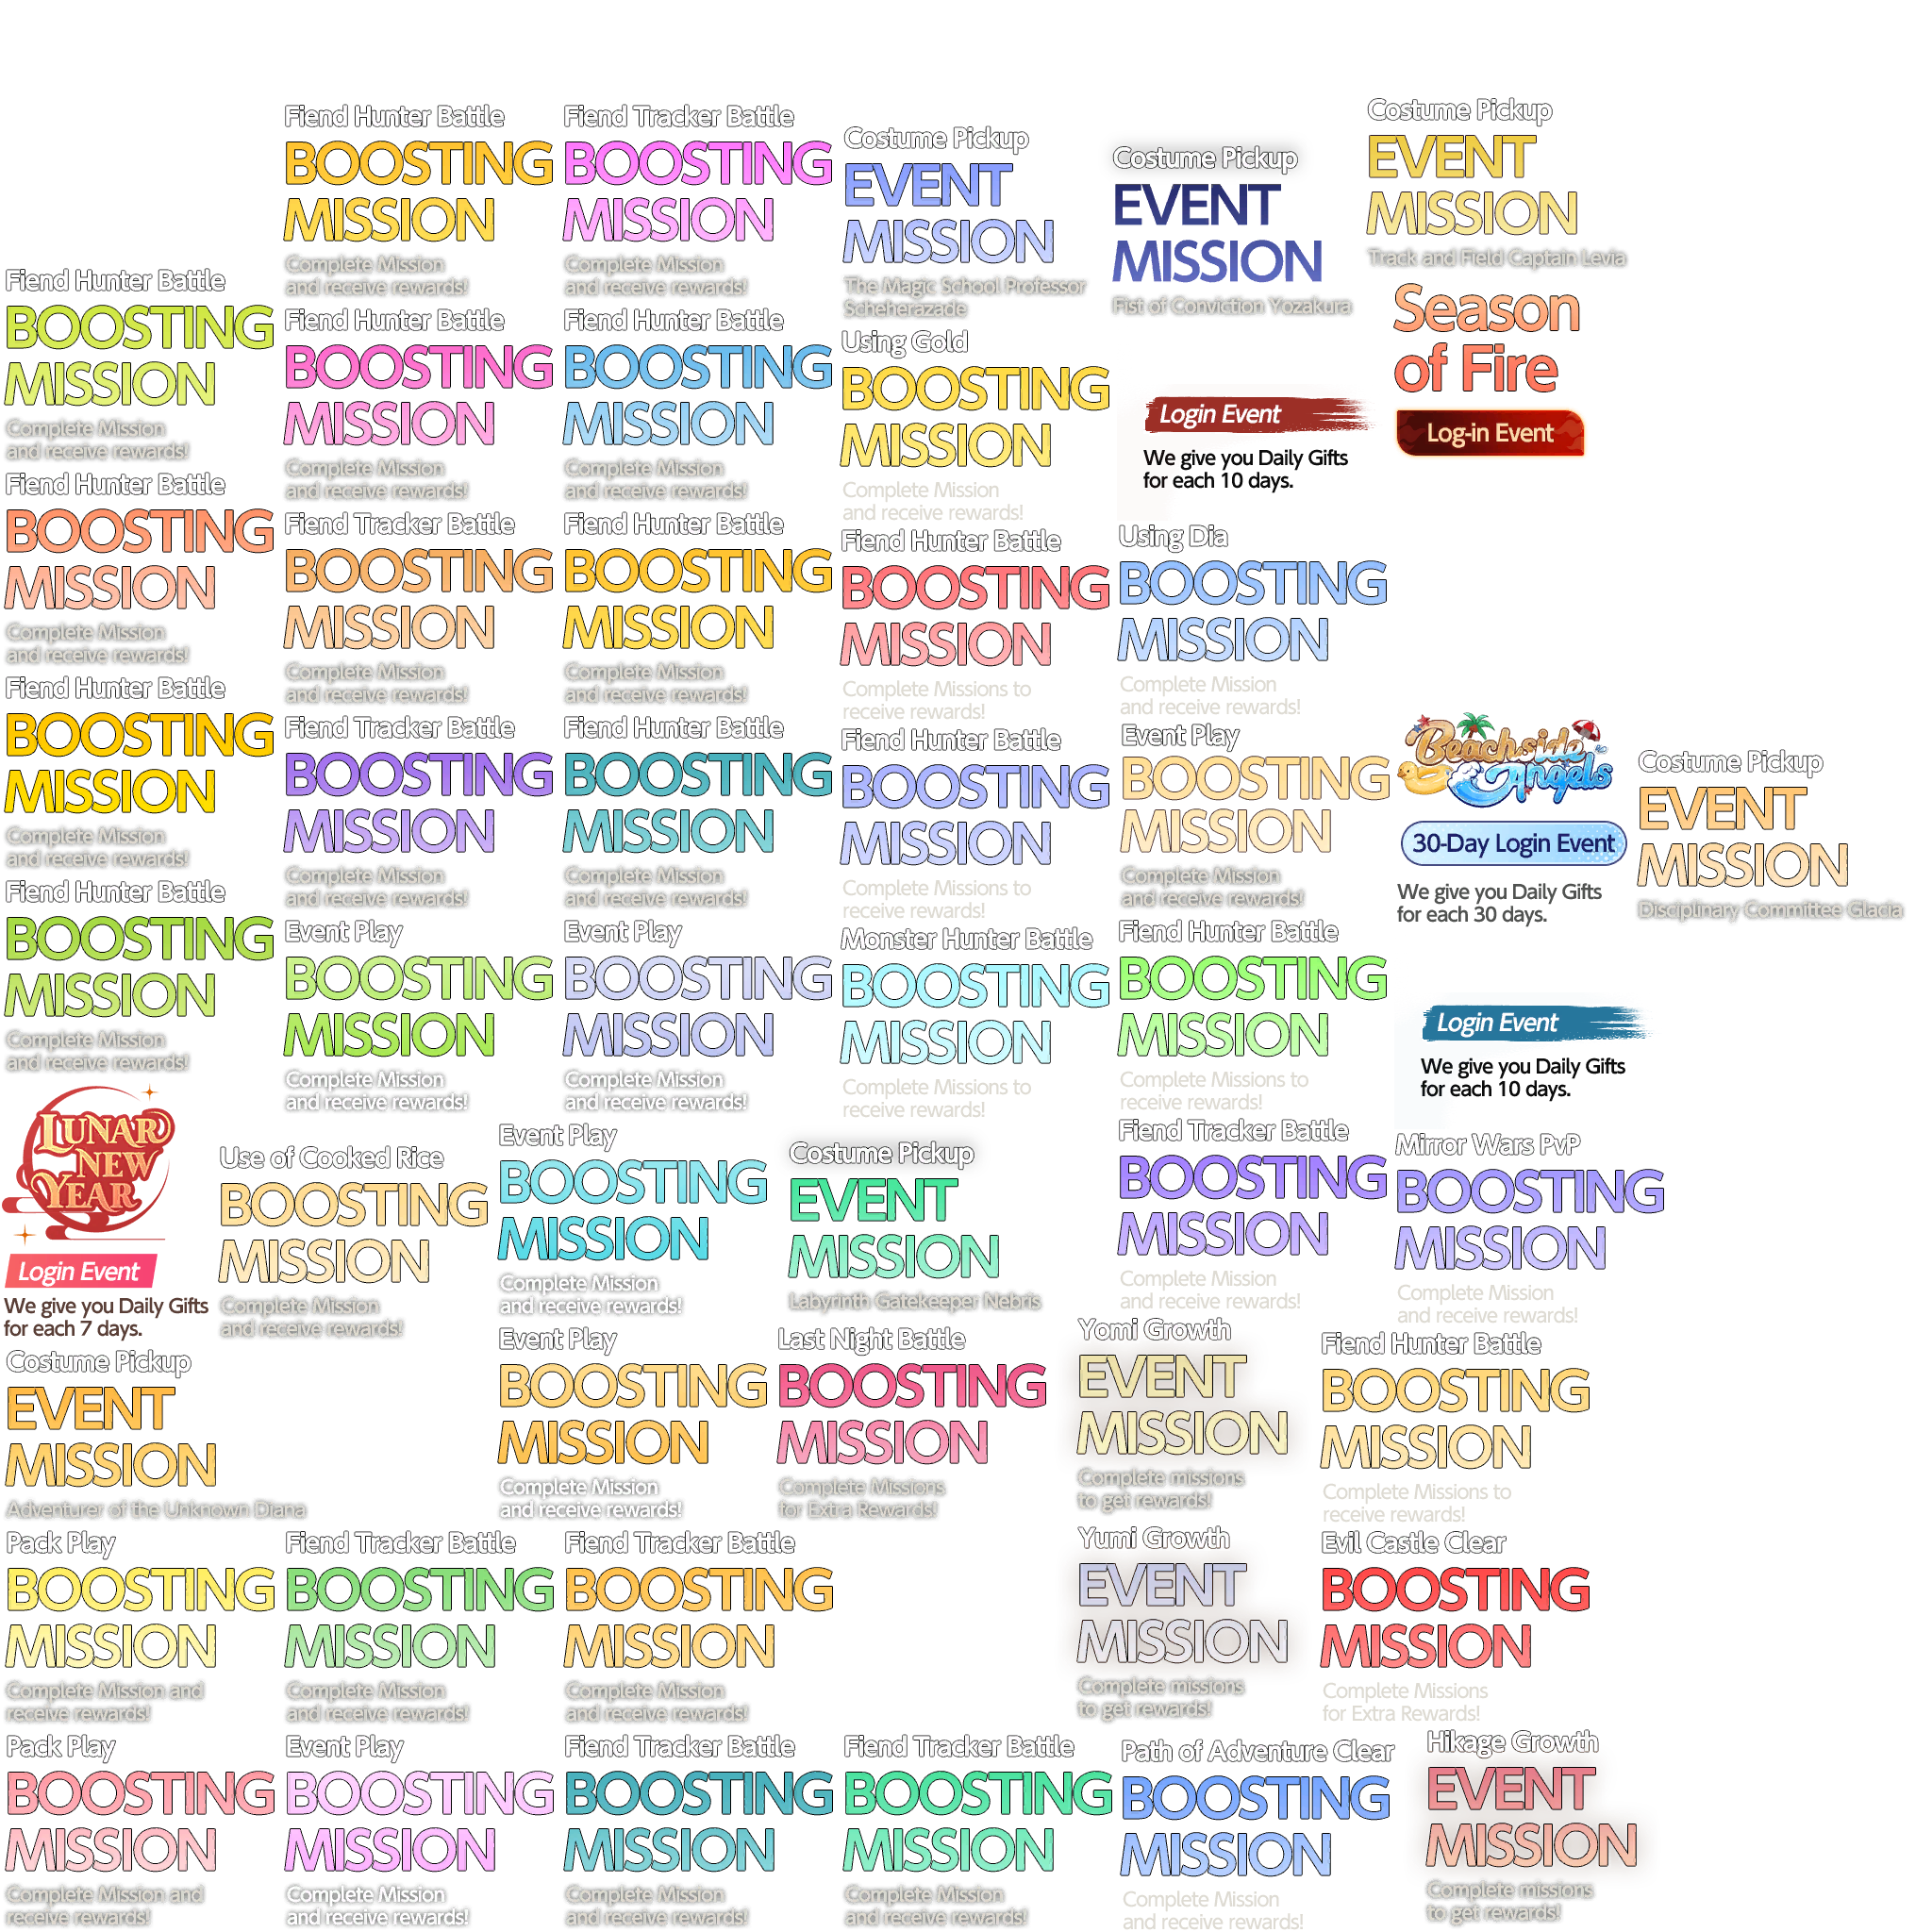 Fiend Hunter Battle
BOOSTING
MISSION
Complete Mission
and receive rewards!
Fiend Hunter Battle
BOOSTING
MISSION
Complete Mission
and receive rewards!
Fiend Hunter Battle
BOOSTING
MISSION
Complete Mission
and receive rewards!
Fiend Hunter Battle
BOOSTING
MISSION
Complete Mission
and receive rewards!
LUNAR
NEW
YEAR
Login Event
We give you Daily Gifts
for each 7 days.
Costume Pickup
EVENT
MISSION
Adventurer of the Unknown Diana
Pack Play
BOOSTING
MISSION
Complete Mission and
receive rewards!
Pack Play
BOOSTING
MISSION
Complete Mission and
receive rewards!
Fiend Hunter Battle
BOOSTING
MISSION
Complete Mission
and receive rewards!
Fiend Hunter Battle
BOOSTING
MISSION
Complete Mission
and receive rewards!
Fiend Tracker Battle
BOOSTING
MISSION
Complete Mission
and receive rewards!
Fiend Tracker Battle
BOOSTING
MISSION
Complete Mission
and receive rewards!
Event Play
BOOSTING
MISSION
Complete Mission
and receive rewards!
Use of Cooked Rice
BOOSTING
MISSION
Complete Mission
and receive rewards!
Fiend Tracker Battle
BOOSTING
MISSION
Complete Mission
and receive rewards!
Event Play
BOOSTING
MISSION
Complete Mission
and receive rewards!
Fiend Tracker Battle
BOOSTING
MISSION
Complete Mission
and receive rewards!
Fiend Hunter Battle
BOOSTING
MISSION
Complete Mission
and receive rewards!
Fiend Hunter Battle
BOOSTING
MISSION
Complete Mission
and receive rewards!
Fiend Hunter Battle
BOOSTING
MISSION
Complete Mission
and receive rewards!
Event Play
BOOSTING
MISSION
Complete Mission
and receive rewards!
Event Play
BOOSTING
MISSION
Complete Mission
and receive rewards!
Event Play
BOOSTING
MISSION
Complete Mission
and receive rewards!
Fiend Tracker Battle
BOOSTING
MISSION
Complete Mission
and receive rewards!
Fiend Tracker Battle
BOOSTING
MISSION
Complete Mission
and receive rewards!
Costume Pickup
EVENT
MISSION
The Magic School Professor
Scheherazade
Using Gold
BOOSTING
MISSION
Complete Mission
and receive rewards!
Fiend Hunter Battle
BOOSTING
MISSION
Complete Missions to
receive rewards!
Fiend Hunter Battle
BOOSTING
MISSION
Complete Missions to
receive rewards!
Monster Hunter Battle
BOOSTING
MISSION
Complete Missions to
receive rewards!
Costume Pickup
EVENT
MISSION
Labyrinth Gatekeeper Nebris
Last Night Battle
BOOSTING
MISSION
Complete Missions
for Extra Rewards!
Fiend Tracker Battle
BOOSTING
MISSION
Complete Mission
and receive rewards!
Costume Pickup
EVENT
MISSION
Fist of Conviction Yozakura
Login Event
We give you Daily Gifts
for each 10 days.
Using Dia
BOOSTING
MISSION
Complete Mission
and receive rewards!
Event Play
BOOSTING
MISSION
Complete Mission
and receive rewards!
Fiend Hunter Battle
BOOSTING
MISSION
Complete Missions to
receive rewards!
Fiend Tracker Battle
BOOSTING
MISSION
Complete Mission
and receive rewards!
Yomi Growth
EVENT
MISSION
Complete missions
to get rewards!
Yumi Growth
EVENT
MISSION
Complete missions
to get rewards!
Path of Adventure Clear
BOOSTING
MISSION
Complete Mission
and receive rewards!
Costume Pickup
EVENT
MISSION
Track and Field Captain Levia
Season
of Fire
Log-in Event
Beachside
Angels
30-Day Login Event
We give you Daily Gifts
for each 30 days.
Login Event
We give you Daily Gifts
for each 10 days.
Mirror Wars PvP
BOOSTING
MISSION
Complete Mission
and receive rewards!
Fiend Hunter Battle
BOOSTING
MISSION
Complete Missions to
receive rewards!
Evil Castle Clear
BOOSTING
MISSION
Complete Missions
for Extra Rewards!
Hikage Growth
EVENT
MISSION
Complete missions
to get rewards!
Costume Pickup
EVENT
MISSION
Disciplinary Committee Glacia